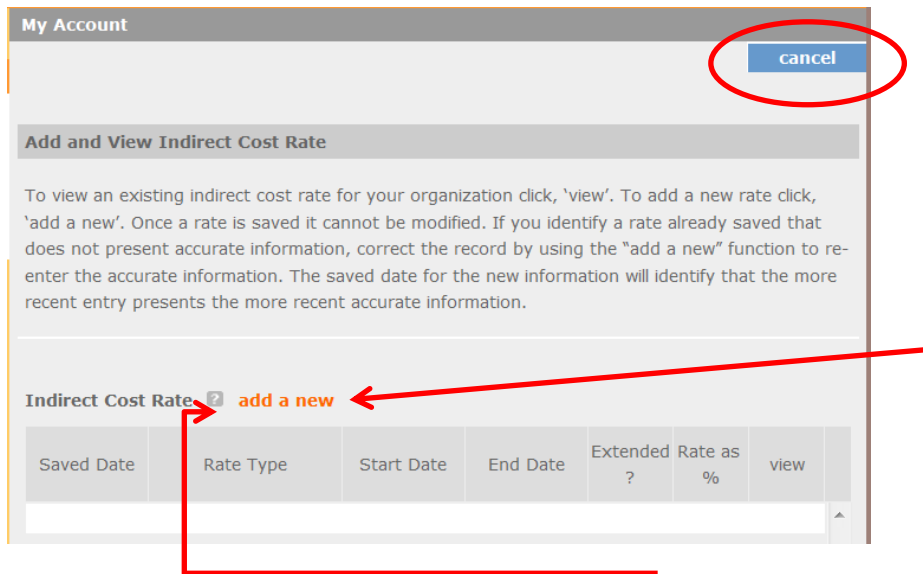 My Account
cancel
Add and View Indirect Cost Rate
To view an existing indirect cost rate for your organization click, ‘view’. To add a new rate click,
‘add a new’. Once a rate is saved it cannot be modified. If you identify a rate already saved that
does not present accurate information, correct the record by using the “add a new” function to re-
enter the accurate information. The saved date for the new information will identify that the more
recent entry presents the more recent accurate information.
Indirect Cost Rate ? add a new
Saved Date Rate Type Start Date End Date Extended ? Rate as % view